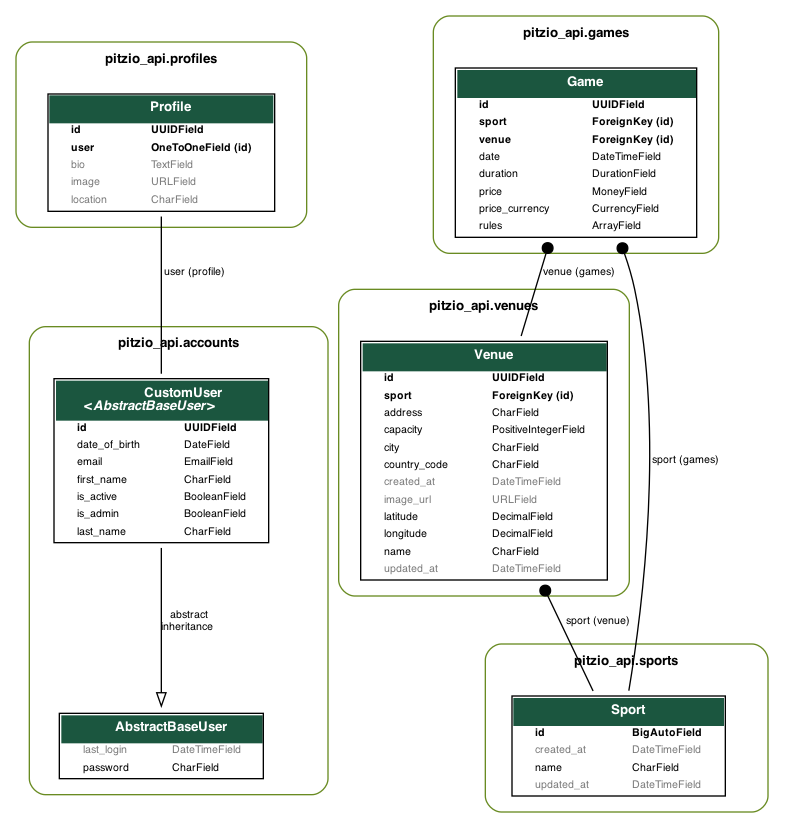 pitzio_api.profiles
Profile
id UUIDField
user OneToOneField (id)
bio TextField
image URLField
location CharField
user (profile)
pitzio_api.accounts
CustomUser
<AbstractBaseUser>
id UUIDField
date_of_birth DateField
email EmailField
first_name CharField
is_active BooleanField
is_admin BooleanField
last_name CharField
abstract
inheritance
AbstractBaseUser
last_login DateTimeField
password CharField
pitzio_api.games
Game
id UUIDField
sport ForeignKey (id)
venue ForeignKey (id)
date DateTimeField
duration DurationField
price MoneyField
price_currency CurrencyField
rules ArrayField
venue (games)
pitzio_api.venues
Venue
id UUIDField
sport ForeignKey (id)
address CharField
capacity PositiveIntegerField
city CharField
country_code CharField
created_at DateTimeField
image_url URLField
latitude DecimalField
longitude DecimalField
name CharField
updated_at DateTimeField
sport (games)
sport (venue)
pitzio_api.sports
Sport
id BigAutoField
created_at DateTimeField
name CharField
updated_at DateTimeField